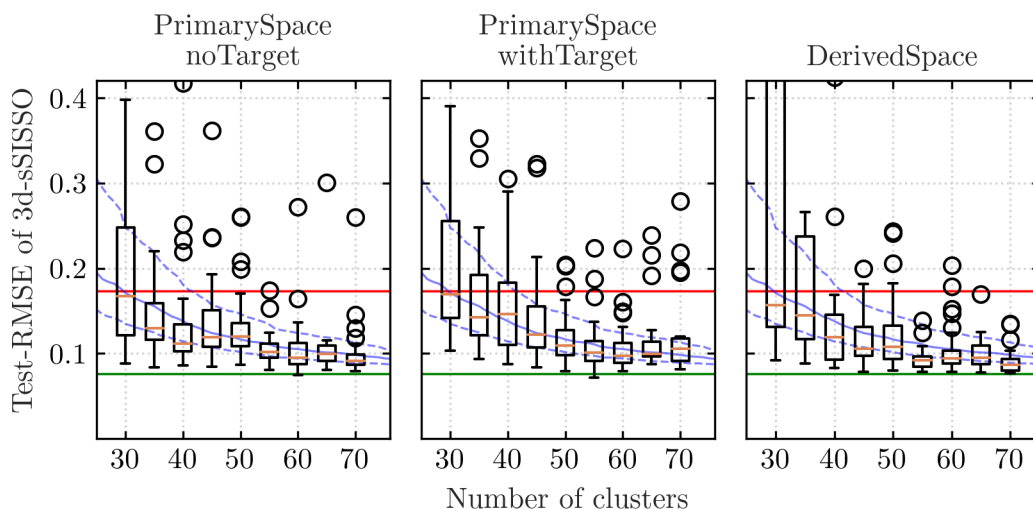 PrimarySpace
noTarget
PrimarySpace
withTarget
DerivedSpace
Test-RMSE of 3d-sSISSO
0.4
0.3
0.2
0.1
30 40 50 60 70
30 40 50 60 70
30 40 50 60 70
Number of clusters